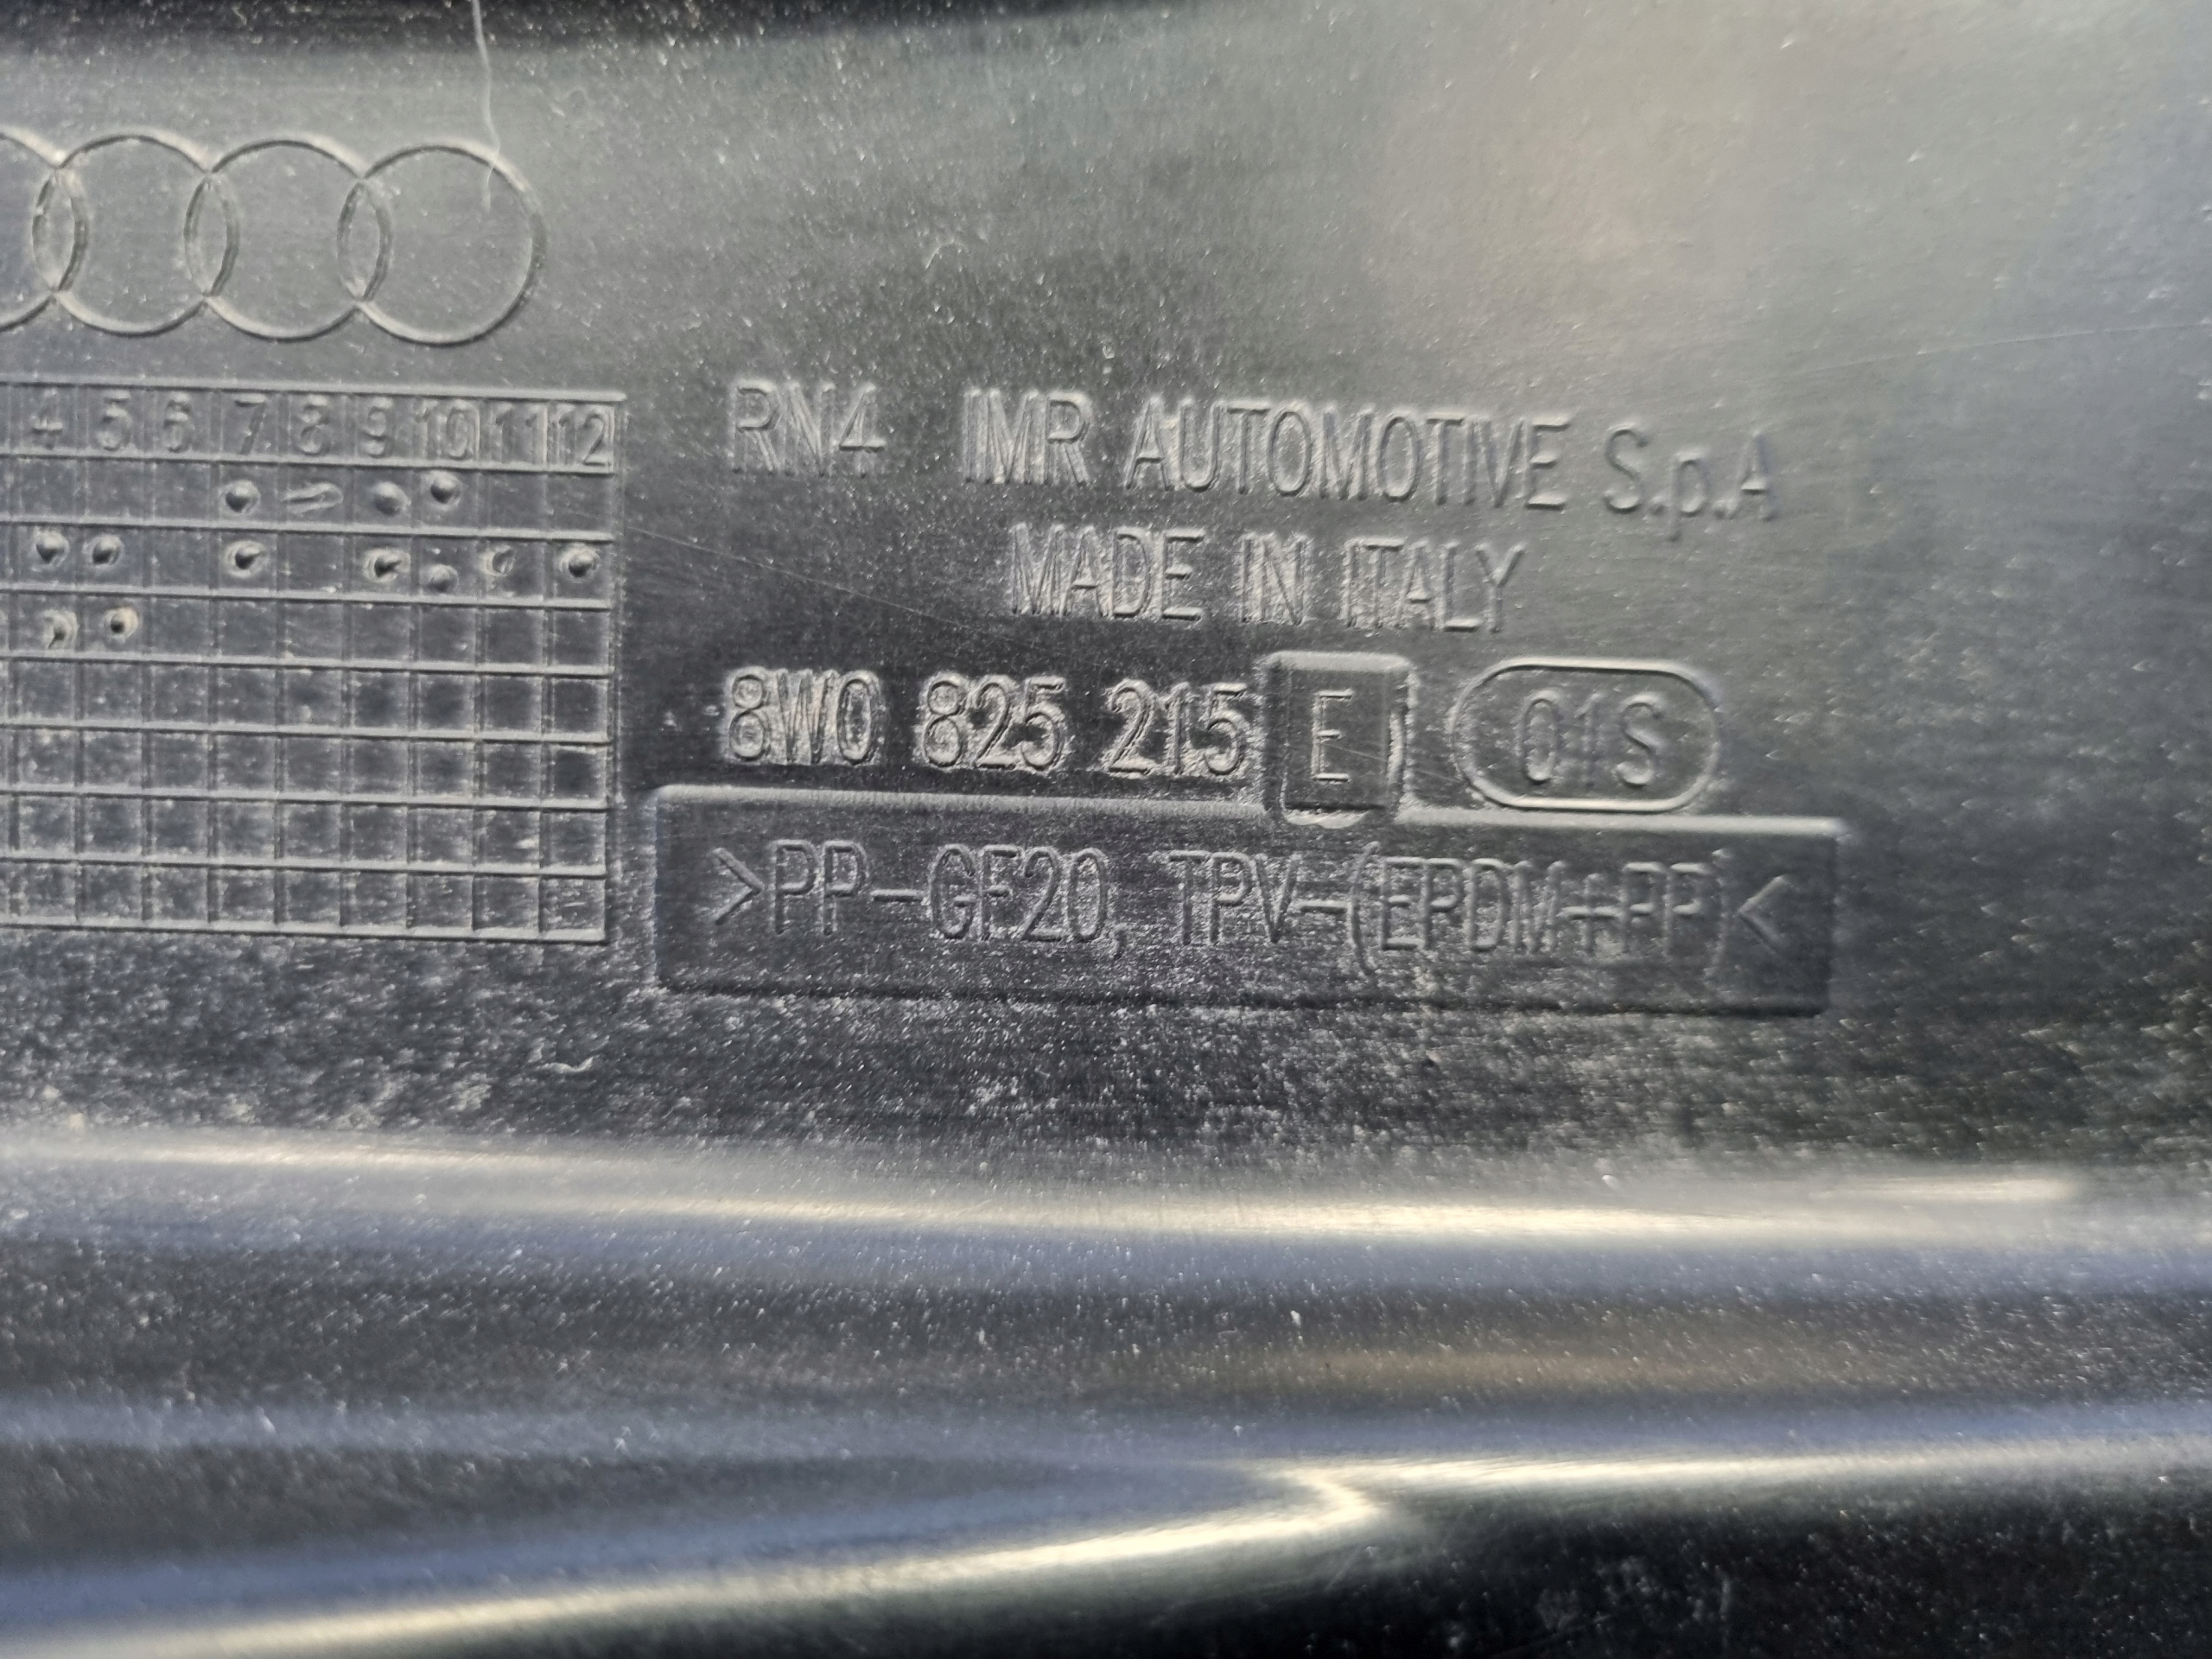 4 5 6 7 8 9 10 11 12
RN4 IMR AUTOMOTIVE S.p.A
MADE IN ITALY
8W0 825 215 E 01S
>PP-GF20, TPV-(EPDM+PP)<